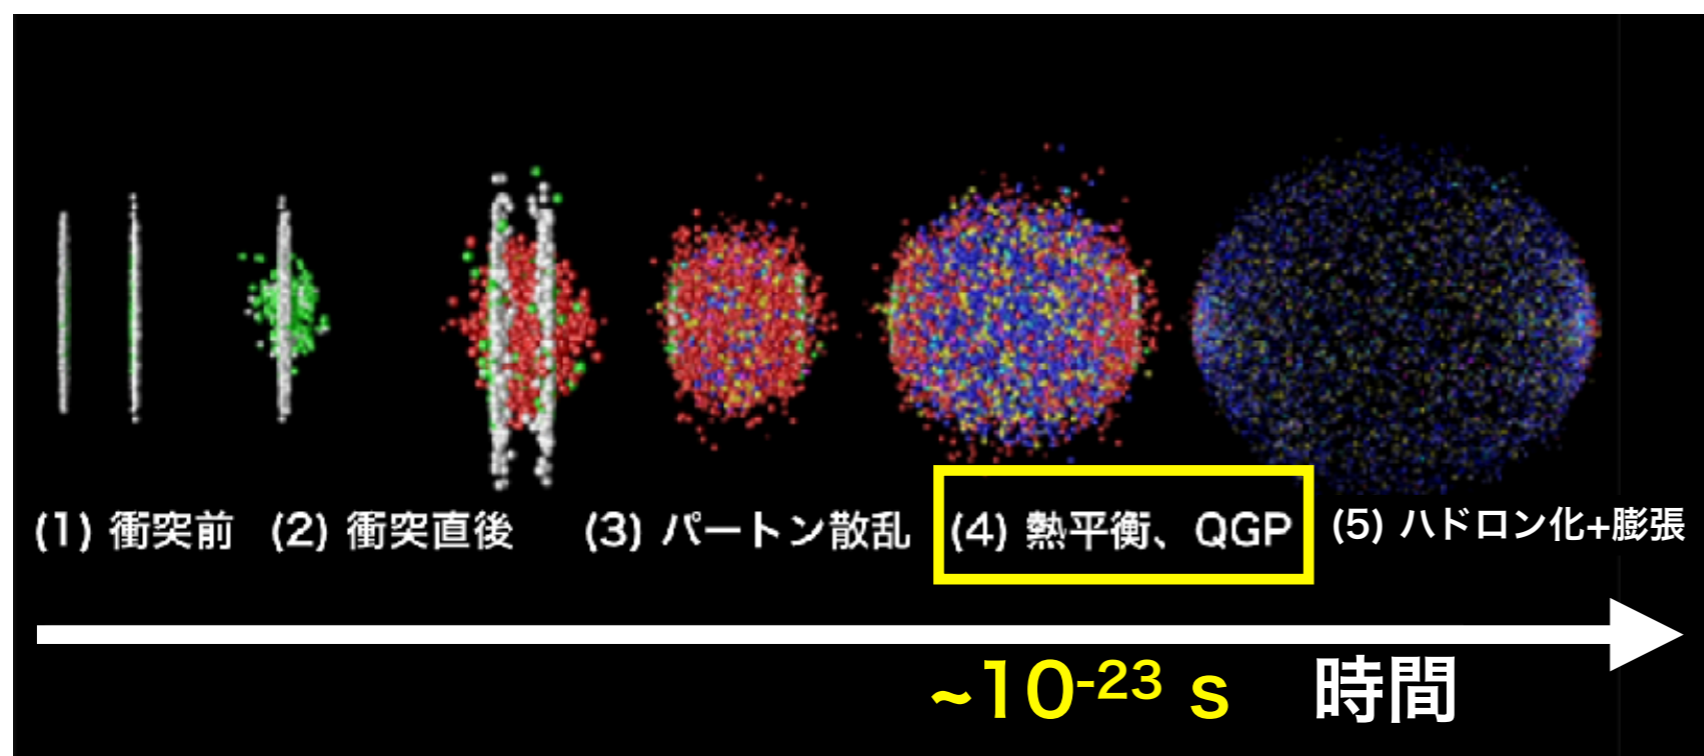 (1) 衝突前 (2) 衝突直後 (3) パートン散乱 (4) 熱平衡、QGP (5) ハドロン化+膨張
~10-23 s 時間